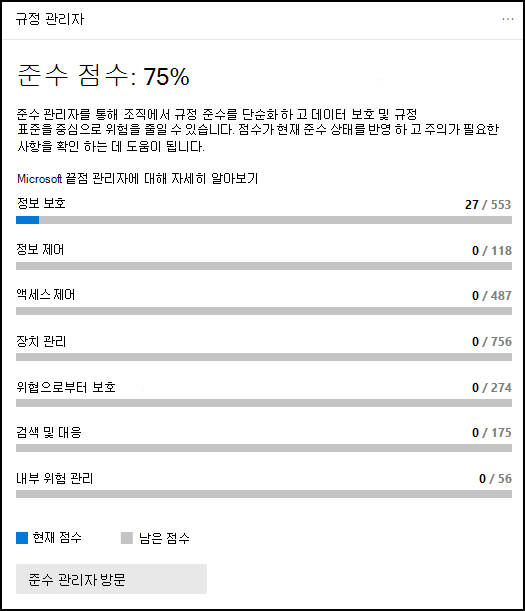 규정 관리자
준수 점수: 75%
준수 관리자를 통해 조직에서 규정 준수를 단순화 하 고 데이터 보호 및 규정
표준을 중심으로 위험을 줄일 수 있습니다. 점수가 현재 준수 상태를 반영 하 고 주의가 필요한
사항을 확인 하는 데 도움이 됩니다.
Microsoft 끝점 관리자에 대해 자세히 알아보기
정보 보호 27 / 553
정보 제어 0 / 118
액세스 제어 0 / 487
장치 관리 0 / 756
위협으로부터 보호 0 / 274
검색 및 대응 0 / 175
내부 위험 관리 0 / 56
현재 점수 남은 점수
준수 관리자 방문